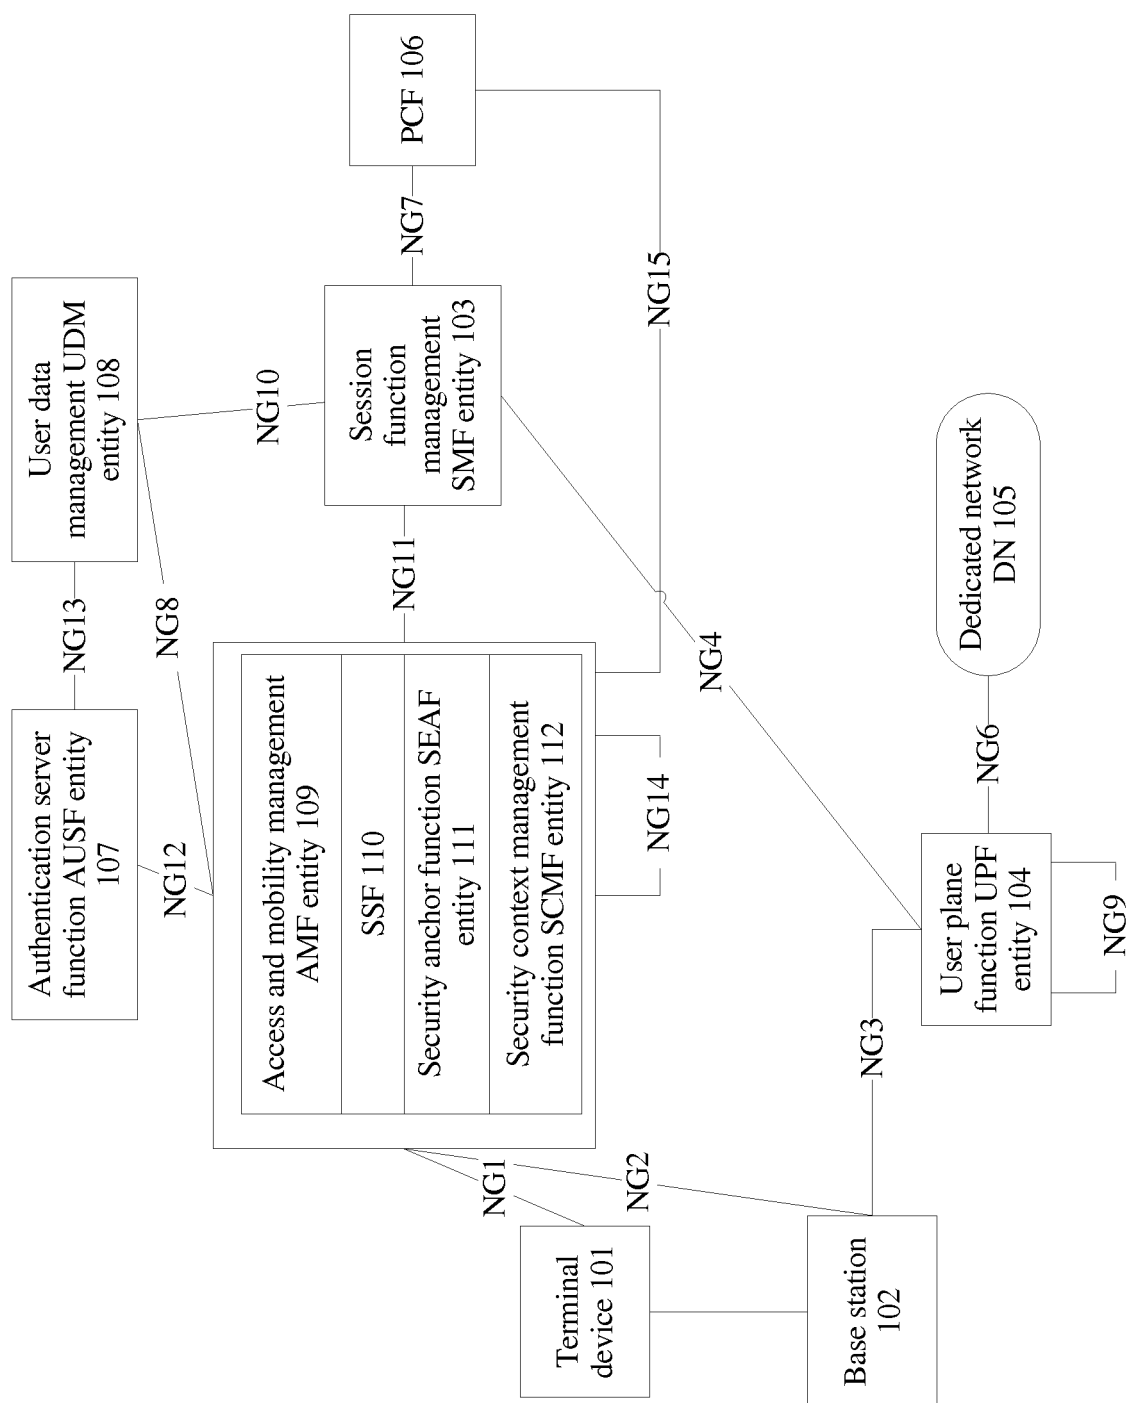 Authentication server
function AUSF entity
107
NG13
User data
management UDM
entity 108
NG12
NG8
NG10
Access and mobility management
AMF entity 109
SSF 110
Security anchor function SEAF
entity 111
Security context management
function SCMF entity 112
NG11
Session
function
management
SMF entity 103
NG7
PCF 106
NG14
NG15
NG1
NG2
NG4
Terminal
device 101
Base station
102
NG3
User plane
function UPF
entity 104
NG6
Dedicated network
DN 105
NG9